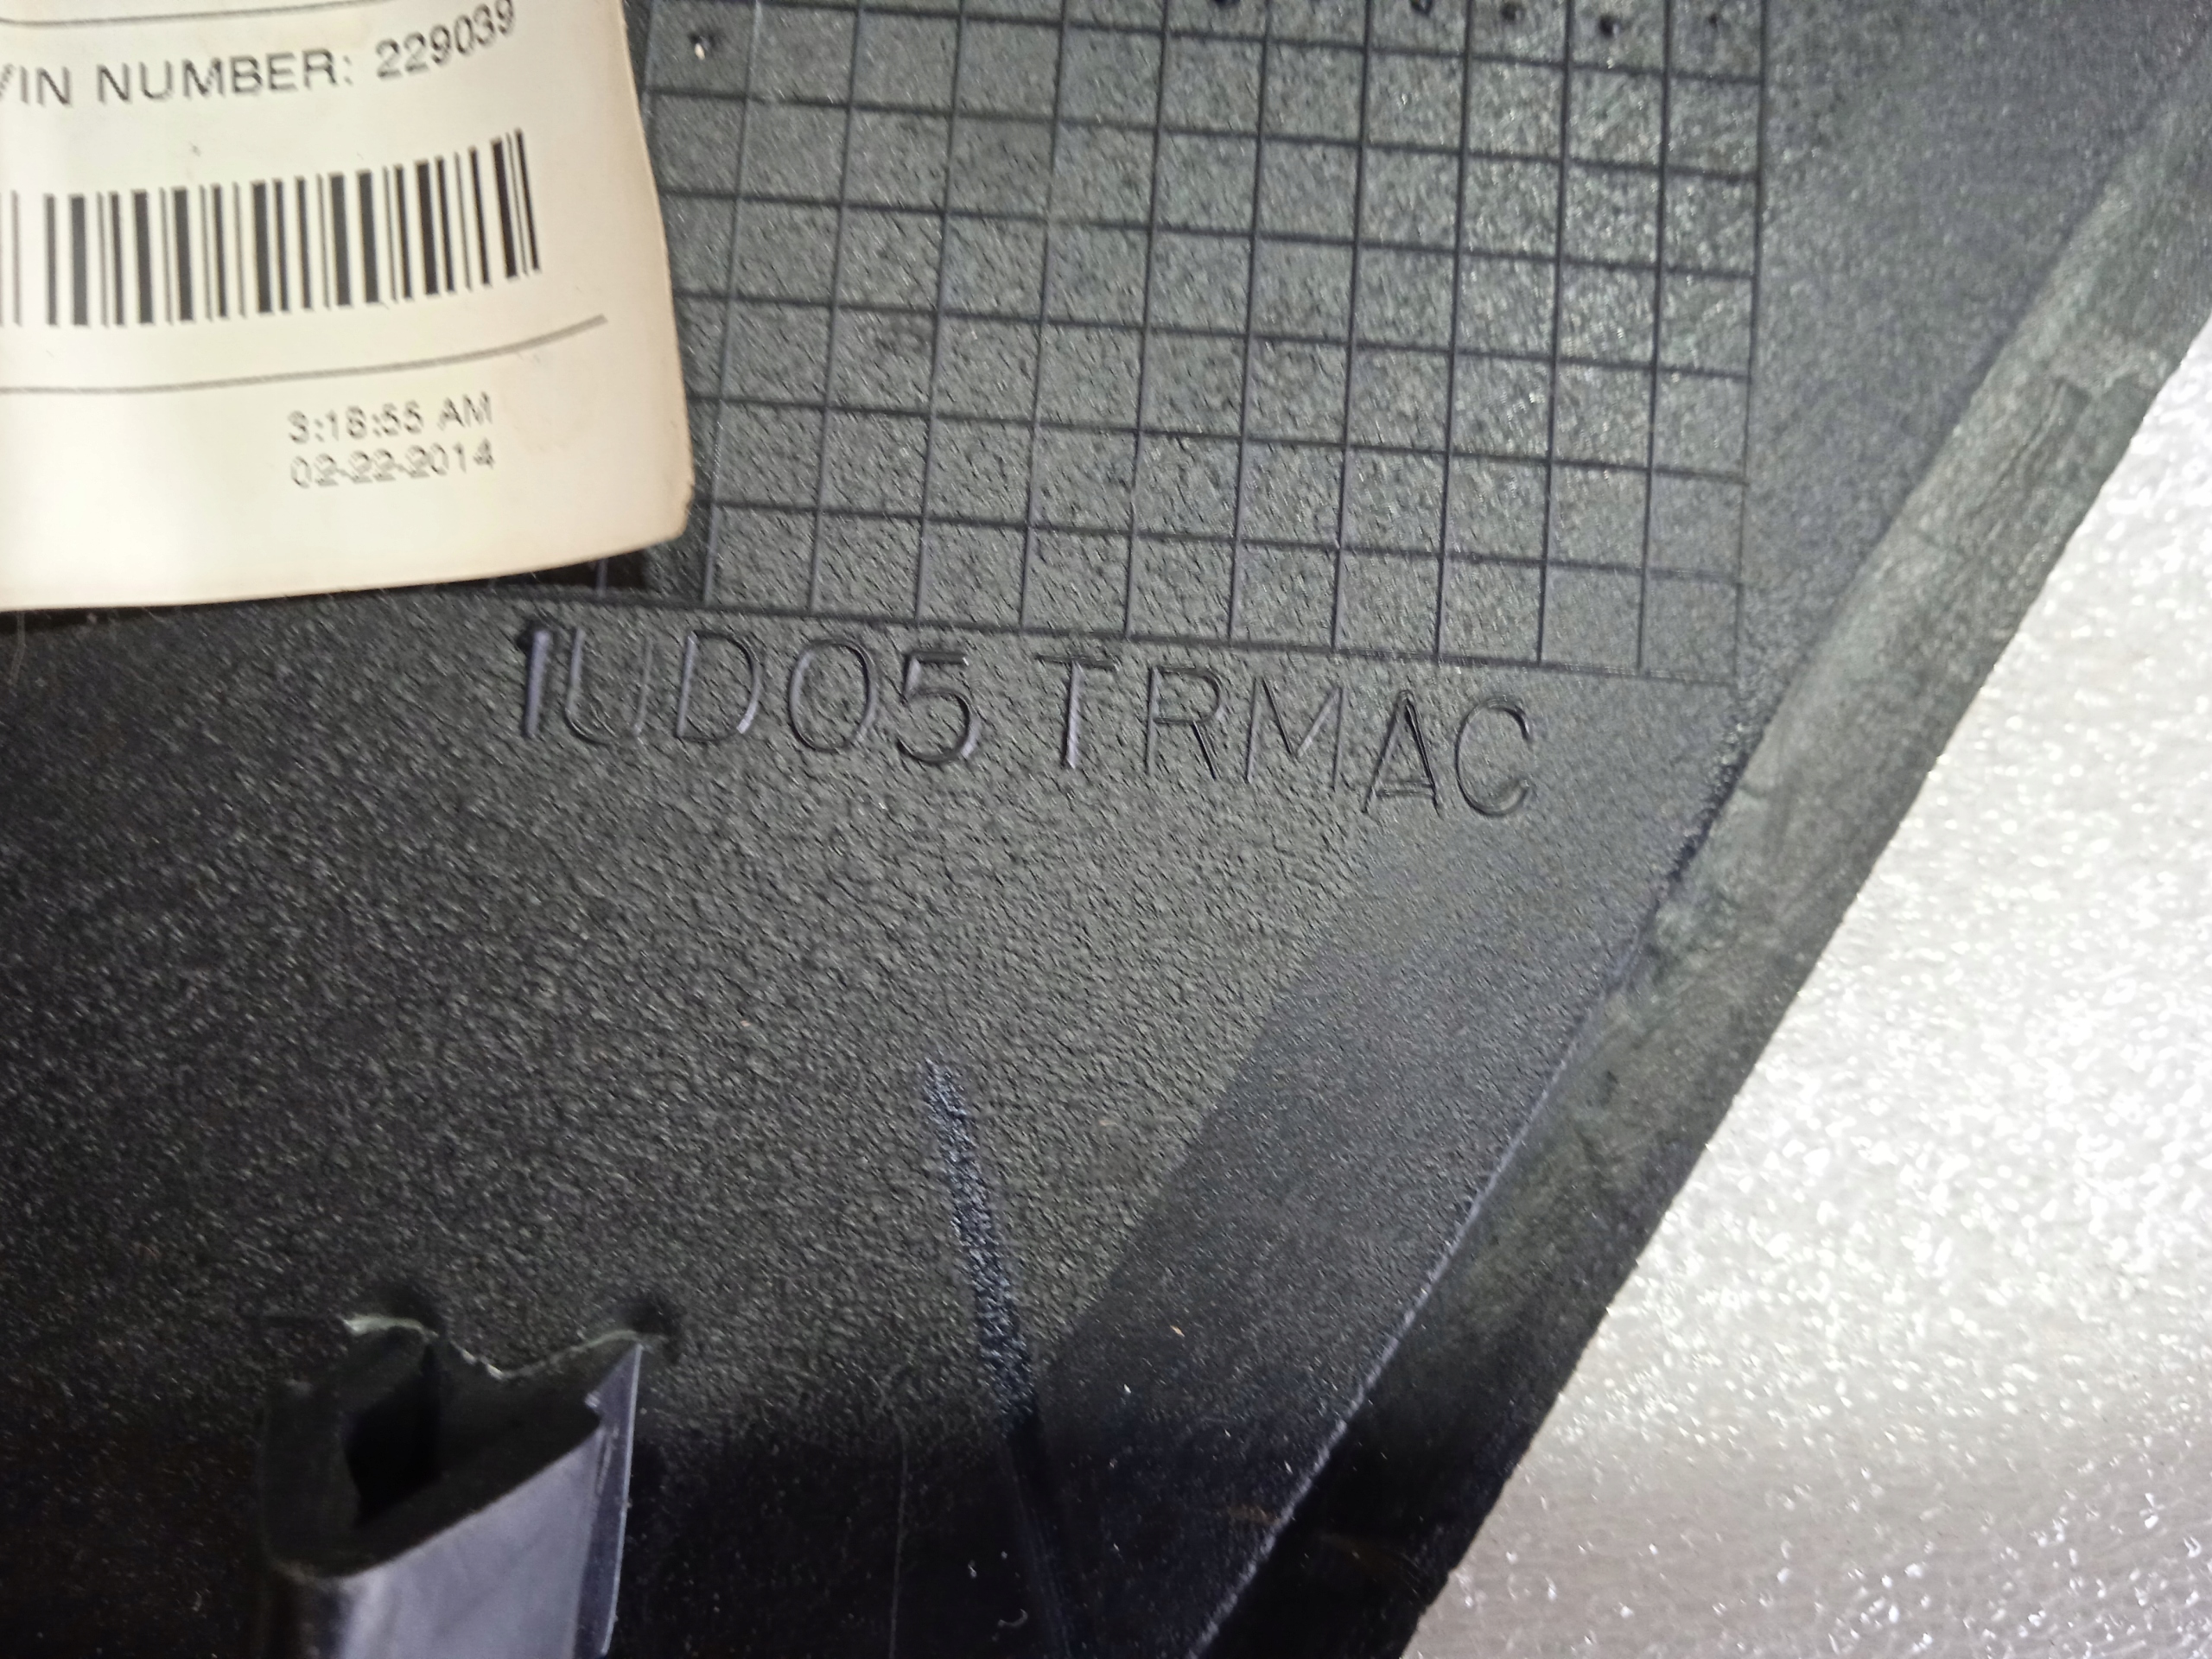 VIN NUMBER: 229039
3:18:55 AM
02-22-2014
1UD05 TRMAC